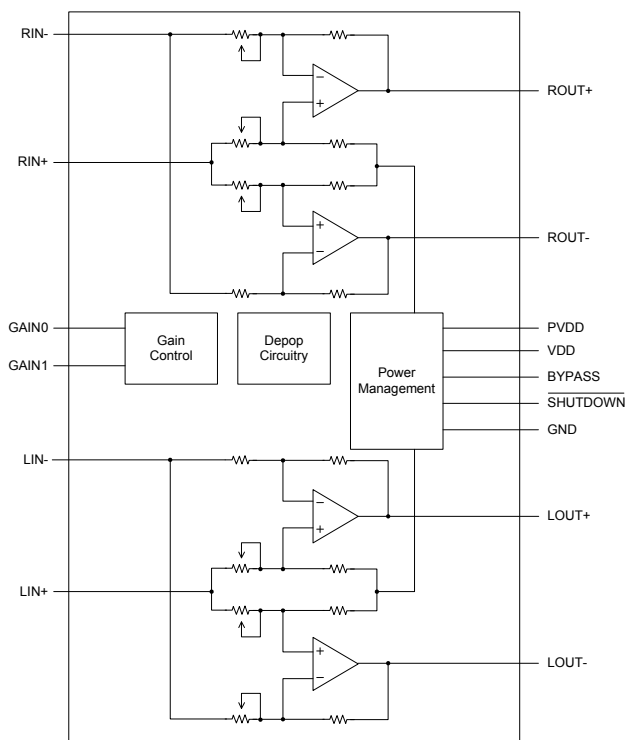 RIN-
ROUT+
RIN+
ROUT-
GAIN0
GAIN1
Gain
Control
Depop
Circuitry
Power
Management
PVDD
VDD
BYPASS
SHUTDOWN
GND
LIN-
LOUT+
LIN+
LOUT-